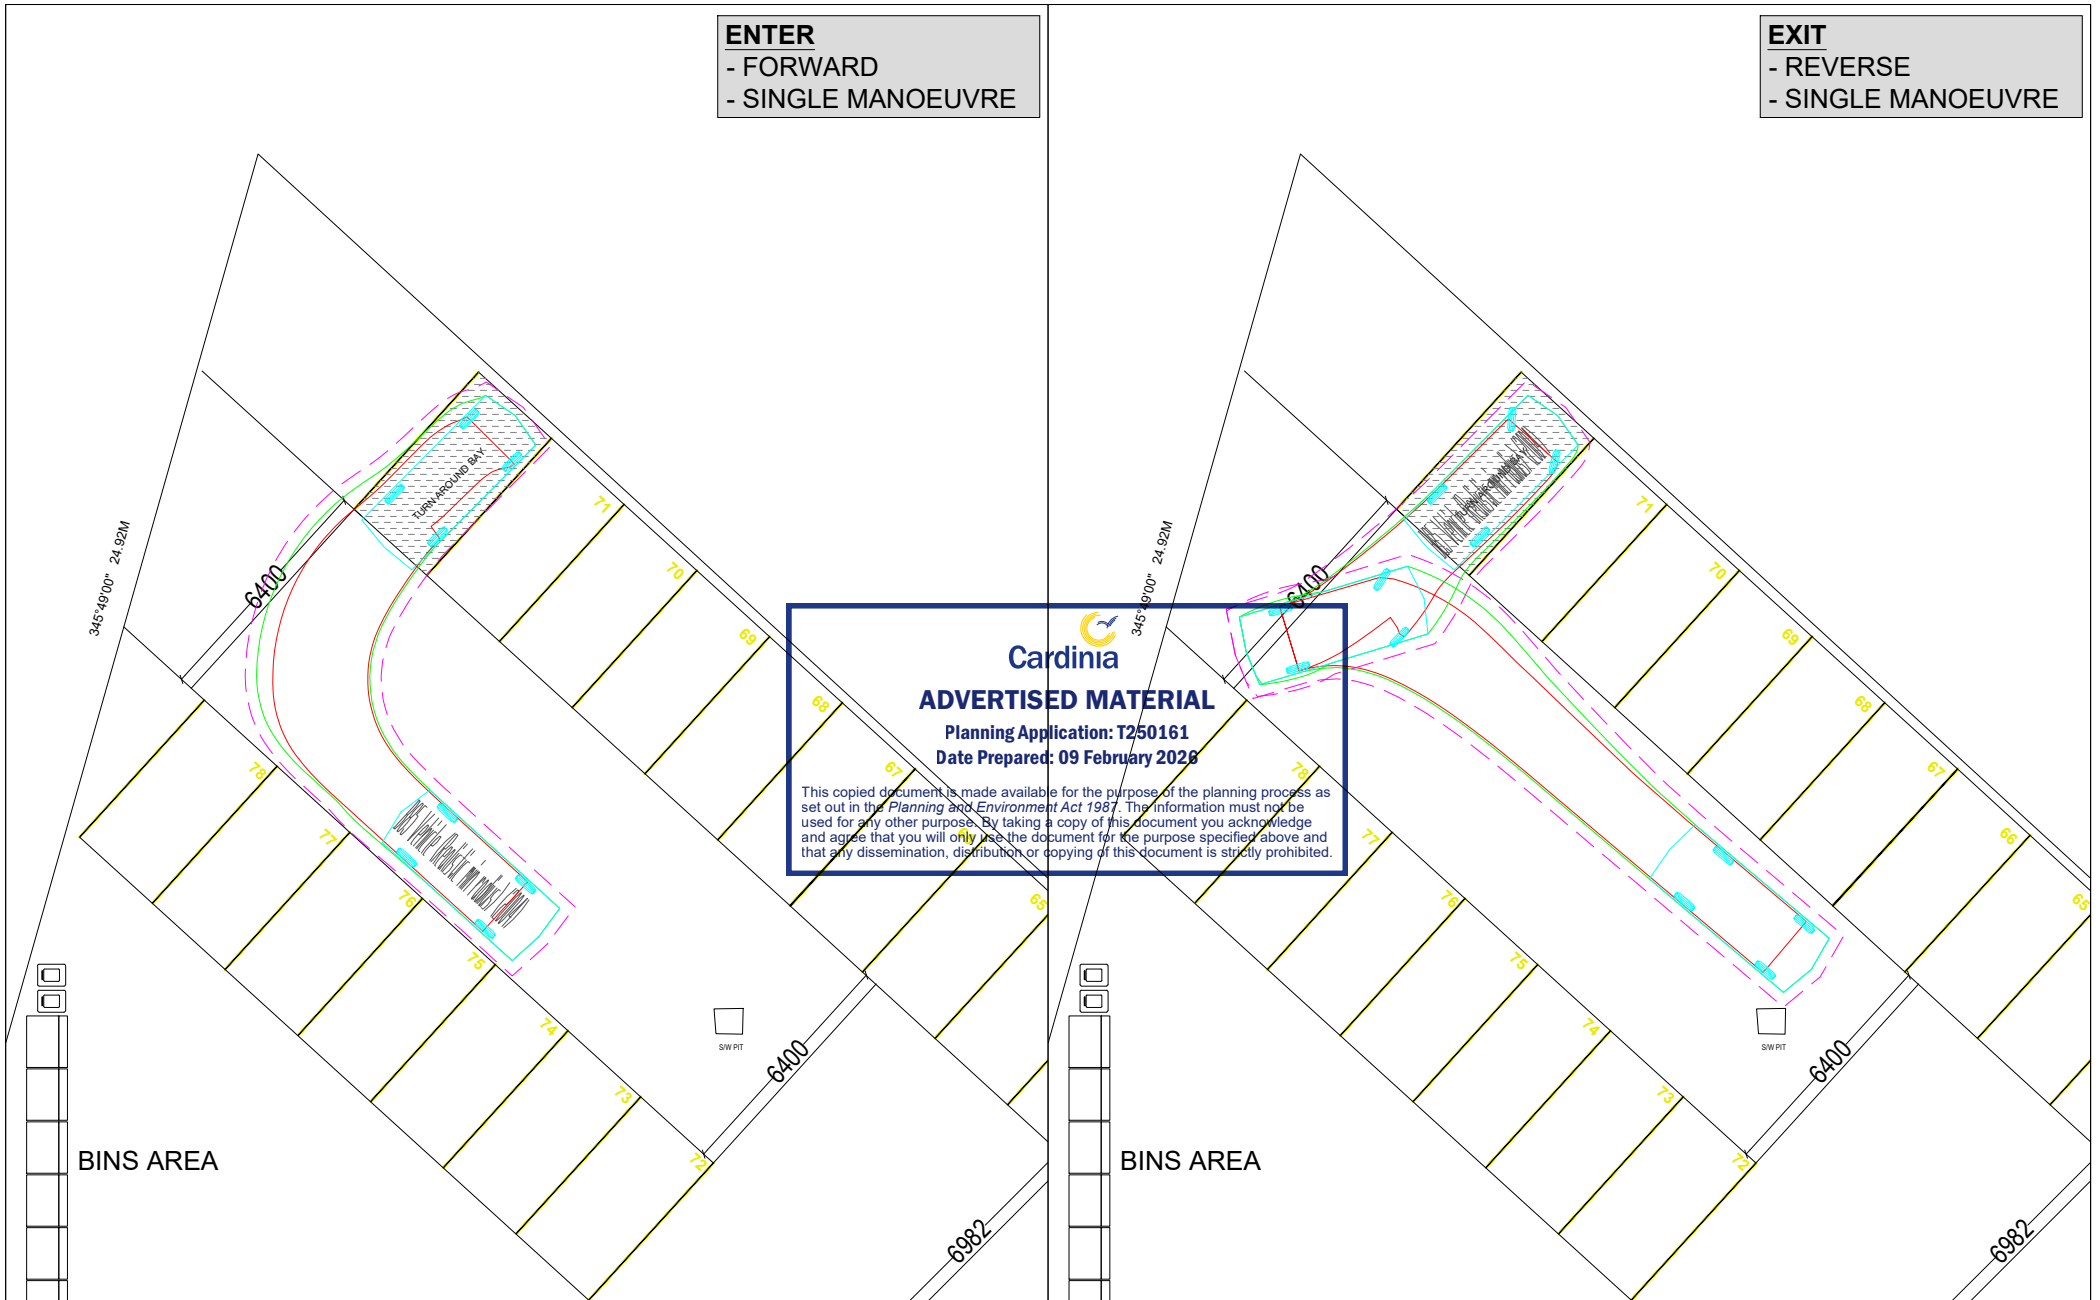 ENTER
- FORWARD
- SINGLE MANOEUVRE
EXIT
- REVERSE
- SINGLE MANOEUVRE
TURN AROUND BAY
345°49'00" 24.92M
6400
71
70
69
68
67
65
78
77
76
75
74
73
72
S/W PIT
6400
6982
BINS AREA
Cardinia
ADVERTISED MATERIAL
Planning Application: T250161
Date Prepared: 09 February 2026
This copied document is made available for the purpose of the planning process as
set out in the Planning and Environment Act 1987. The information must not be
used for any other purpose. By taking a copy of this document you acknowledge
and agree that you will only use the document for the purpose specified above and
that any dissemination, distribution or copying of this document is strictly prohibited.
TURN AROUND BAY
345°49'00" 24.92M
6400
71
70
69
68
67
66
65
78
77
76
75
74
73
72
S/W PIT
6400
6982
BINS AREA